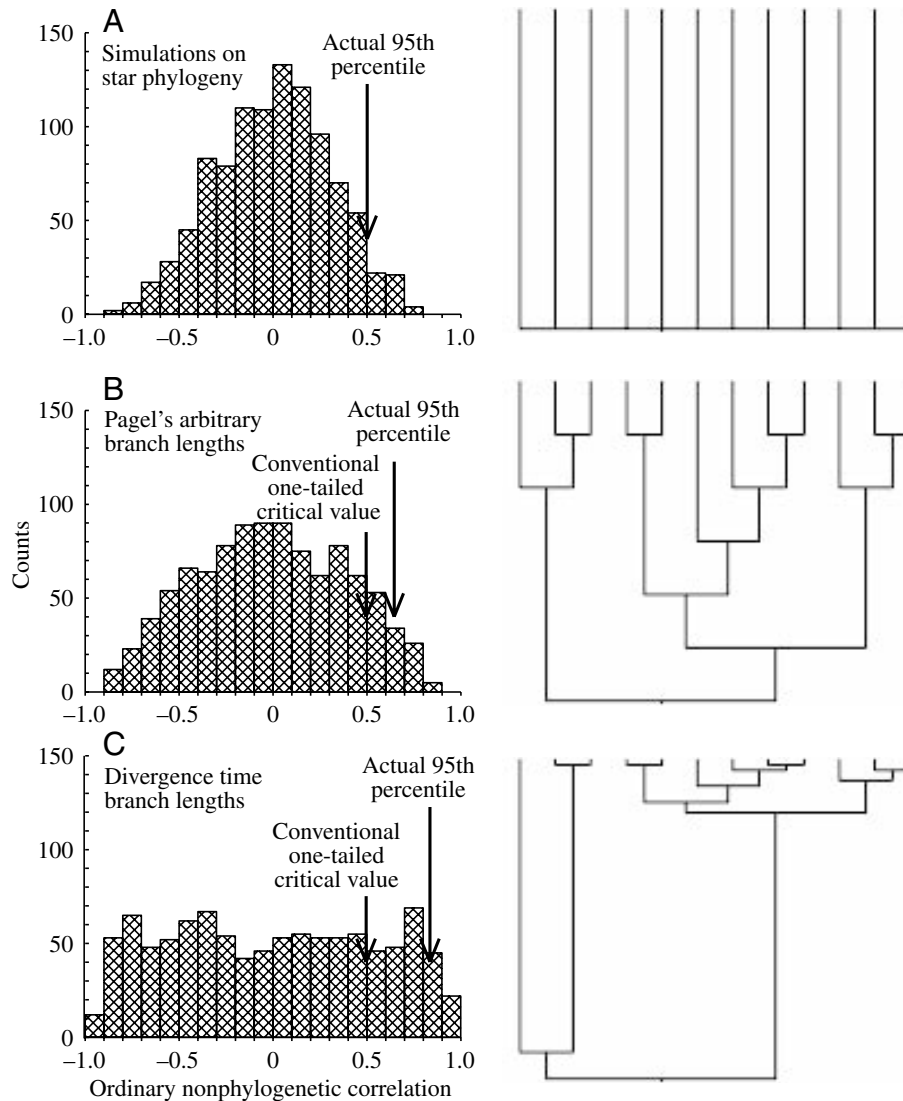 A
Simulations on
star phylogeny
Actual 95th
percentile
150
100
50
0
–1.0
–0.5
0
0.5
1.0
B
Pagel's arbitrary
branch lengths
Actual 95th
percentile
Conventional
one-tailed
critical value
150
100
50
0
Counts
–1.0
–0.5
0
0.5
1.0
C
Divergence time
branch lengths
Actual 95th
percentile
Conventional
one-tailed
critical value
150
100
50
0
–1.0
–0.5
0
0.5
1.0
Ordinary nonphylogenetic correlation